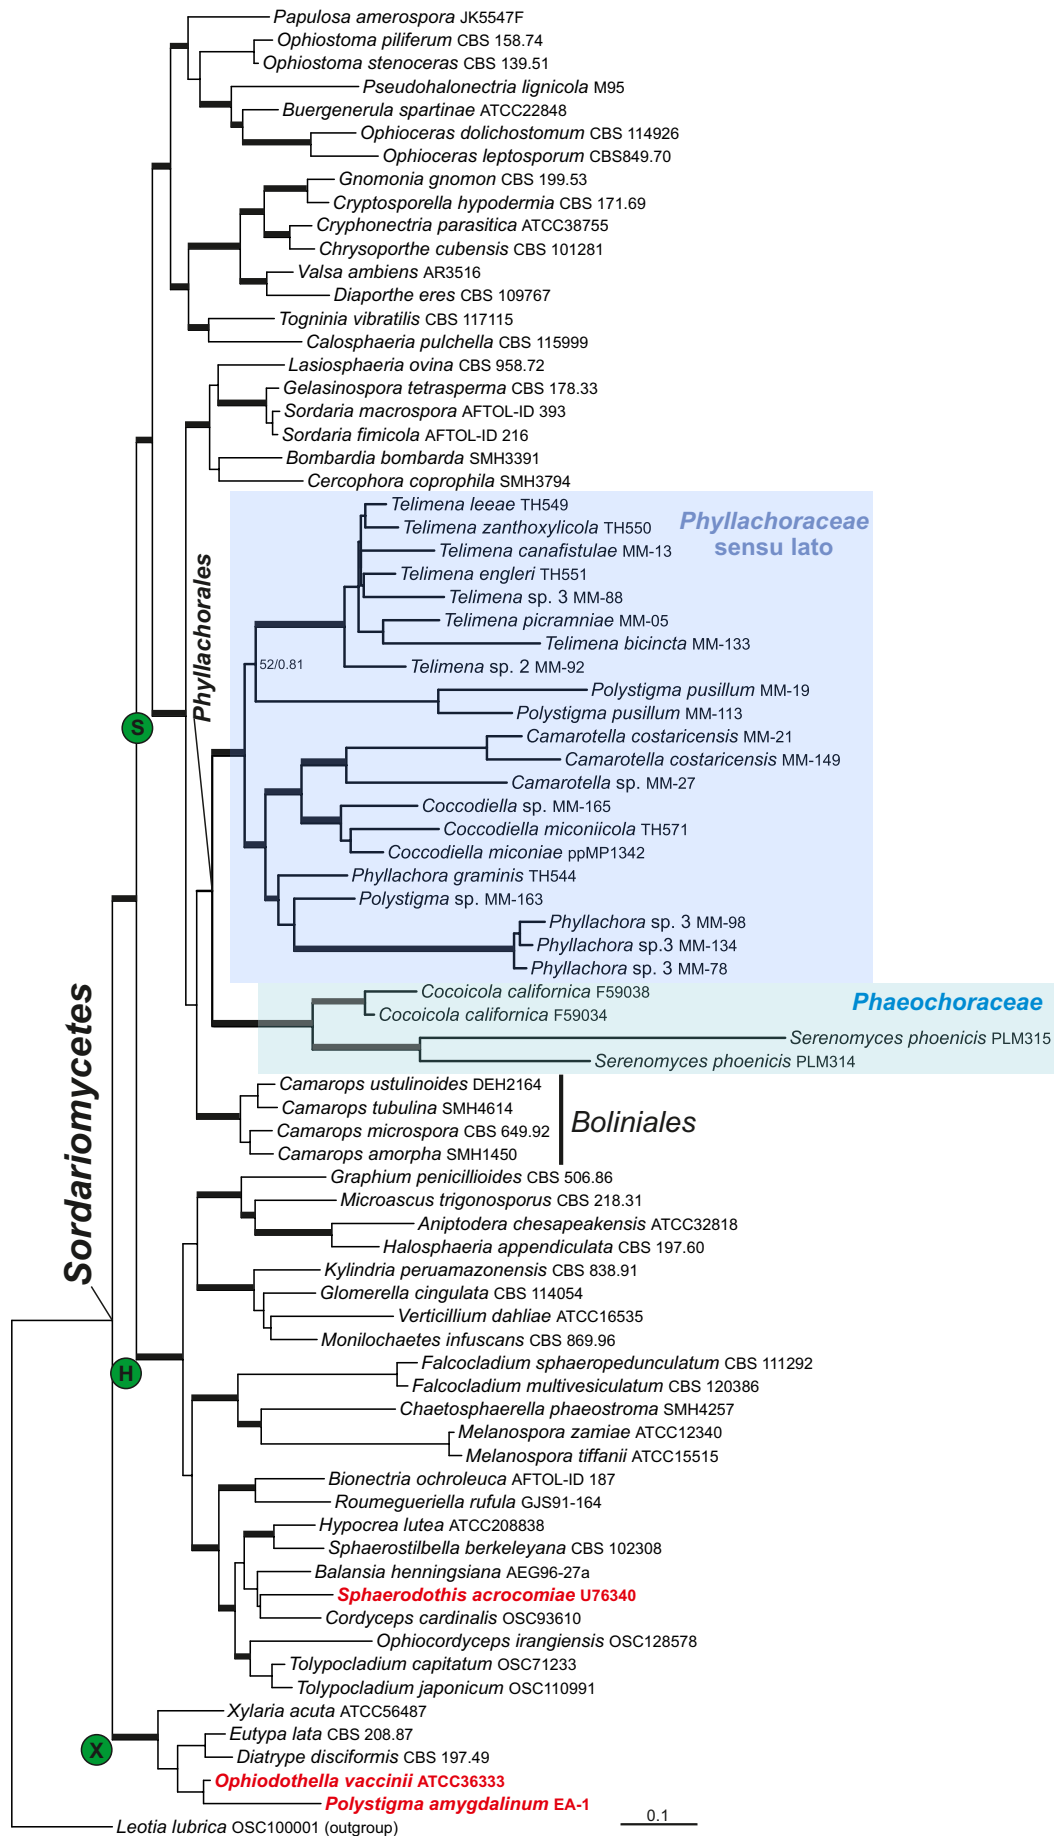 Papulosa amerospora JK5547F
Ophiostoma piliferum CBS 158.74
Ophiostoma stenoceras CBS 139.51
Pseudohalonectria lignicola M95
Buergenerula spartinae ATCC22848
Ophioceras dolichostomum CBS 114926
Ophioceras leptosporum CBS849.70
Gnomonia gnomon CBS 199.53
Cryptosporella hypodermia CBS 171.69
Cryphonectria parasitica ATCC38755
Chrysoporthe cubensis CBS 101281
Valsa ambiens AR3516
Diaporthe eres CBS 109767
Togninia vibratilis CBS 117115
Calosphaeria pulchella CBS 115999
Lasiosphaeria ovina CBS 958.72
Gelasinospora tetrasperma CBS 178.33
Sordaria macrospora AFTOL-ID 393
Sordaria fimicola AFTOL-ID 216
Bombardia bombarda SMH3391
Cercophora coprophila SMH3794
Telimena leeae TH549
Telimena zanthoxylicola TH550
Phyllachoraceae
sensu lato
Telimena canafistulae MM-13
Telimena engleri TH551
Telimena sp. 3 MM-88
Telimena picramniae MM-05
Telimena bicincta MM-133
Telimena sp. 2 MM-92
52/0.81
Phyllachorales
Polystigma pusillum MM-19
Polystigma pusillum MM-113
S
Camarotella costaricensis MM-21
Camarotella costaricensis MM-149
Camarotella sp. MM-27
Coccodiella sp. MM-165
Coccodiella miconiicola TH571
Coccodiella miconiae ppMP1342
Phyllachora graminis TH544
Polystigma sp. MM-163
Phyllachora sp. 3 MM-98
Phyllachora sp.3 MM-134
Phyllachora sp. 3 MM-78
Cocoicola californica F59038
Phaeochoraceae
Cocoicola californica F59034
Serenomyces phoenicis PLM315
Serenomyces phoenicis PLM314
Camarops ustulinoides DEH2164
Camarops tubulina SMH4614
Boliniales
Camarops microspora CBS 649.92
Camarops amorpha SMH1450
Sordariomycetes
Graphium penicillioides CBS 506.86
Microascus trigonosporus CBS 218.31
Aniptodera chesapeakensis ATCC32818
Halosphaeria appendiculata CBS 197.60
Kylindria peruamazonensis CBS 838.91
Glomerella cingulata CBS 114054
Verticillium dahliae ATCC16535
Monilochaetes infuscans CBS 869.96
Falcocladium sphaeropedunculatum CBS 111292
H
Falcocladium multivesiculatum CBS 120386
Chaetosphaerella phaeostroma SMH4257
Melanospora zamiae ATCC12340
Melanospora tiffanii ATCC15515
Bionectria ochroleuca AFTOL-ID 187
Roumegueriella rufula GJS91-164
Hypocrea lutea ATCC208838
Sphaerostilbella berkeleyana CBS 102308
Balansia henningsiana AEG96-27a
Sphaerodothis acrocomiae U76340
Cordyceps cardinalis OSC93610
Ophiocordyceps irangiensis OSC128578
Tolypocladium capitatum OSC71233
Tolypocladium japonicum OSC110991
Xylaria acuta ATCC56487
Eutypa lata CBS 208.87
X
Diatrype disciformis CBS 197.49
Ophiodothella vaccinii ATCC36333
Polystigma amygdalinum EA-1
0.1
Leotia lubrica OSC100001 (outgroup)